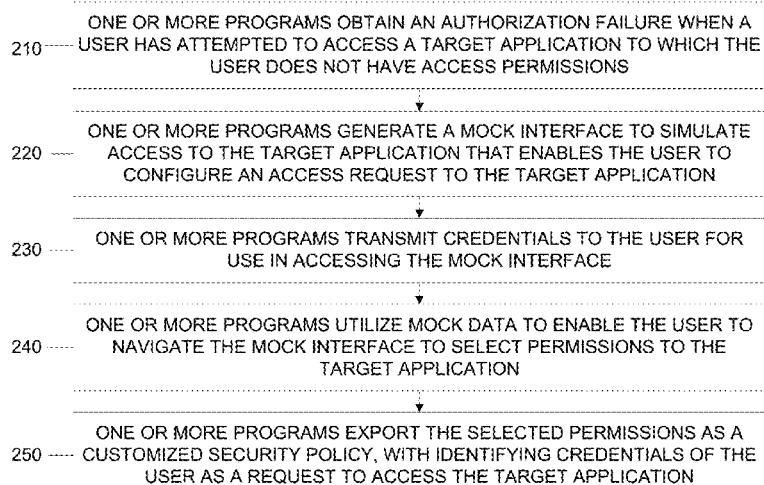 ONE OR MORE PROGRAMS OBTAIN AN AUTHORIZATION FAILURE WHEN A
210 USER HAS ATTEMPTED TO ACCESS A TARGET APPLICATION TO WHICH THE
USER DOES NOT HAVE ACCESS PERMISSIONS
ONE OR MORE PROGRAMS GENERATE A MOCK INTERFACE TO SIMULATE
220 ACCESS TO THE TARGET APPLICATION THAT ENABLES THE USER TO
CONFIGURE AN ACCESS REQUEST TO THE TARGET APPLICATION
230 ONE OR MORE PROGRAMS TRANSMIT CREDENTIALS TO THE USER FOR
USE IN ACCESSING THE MOCK INTERFACE
ONE OR MORE PROGRAMS UTILIZE MOCK DATA TO ENABLE THE USER TO
240 NAVIGATE THE MOCK INTERFACE TO SELECT PERMISSIONS TO THE
TARGET APPLICATION
ONE OR MORE PROGRAMS EXPORT THE SELECTED PERMISSIONS AS A
250 CUSTOMIZED SECURITY POLICY, WITH IDENTIFYING CREDENTIALS OF THE
USER AS A REQUEST TO ACCESS THE TARGET APPLICATION